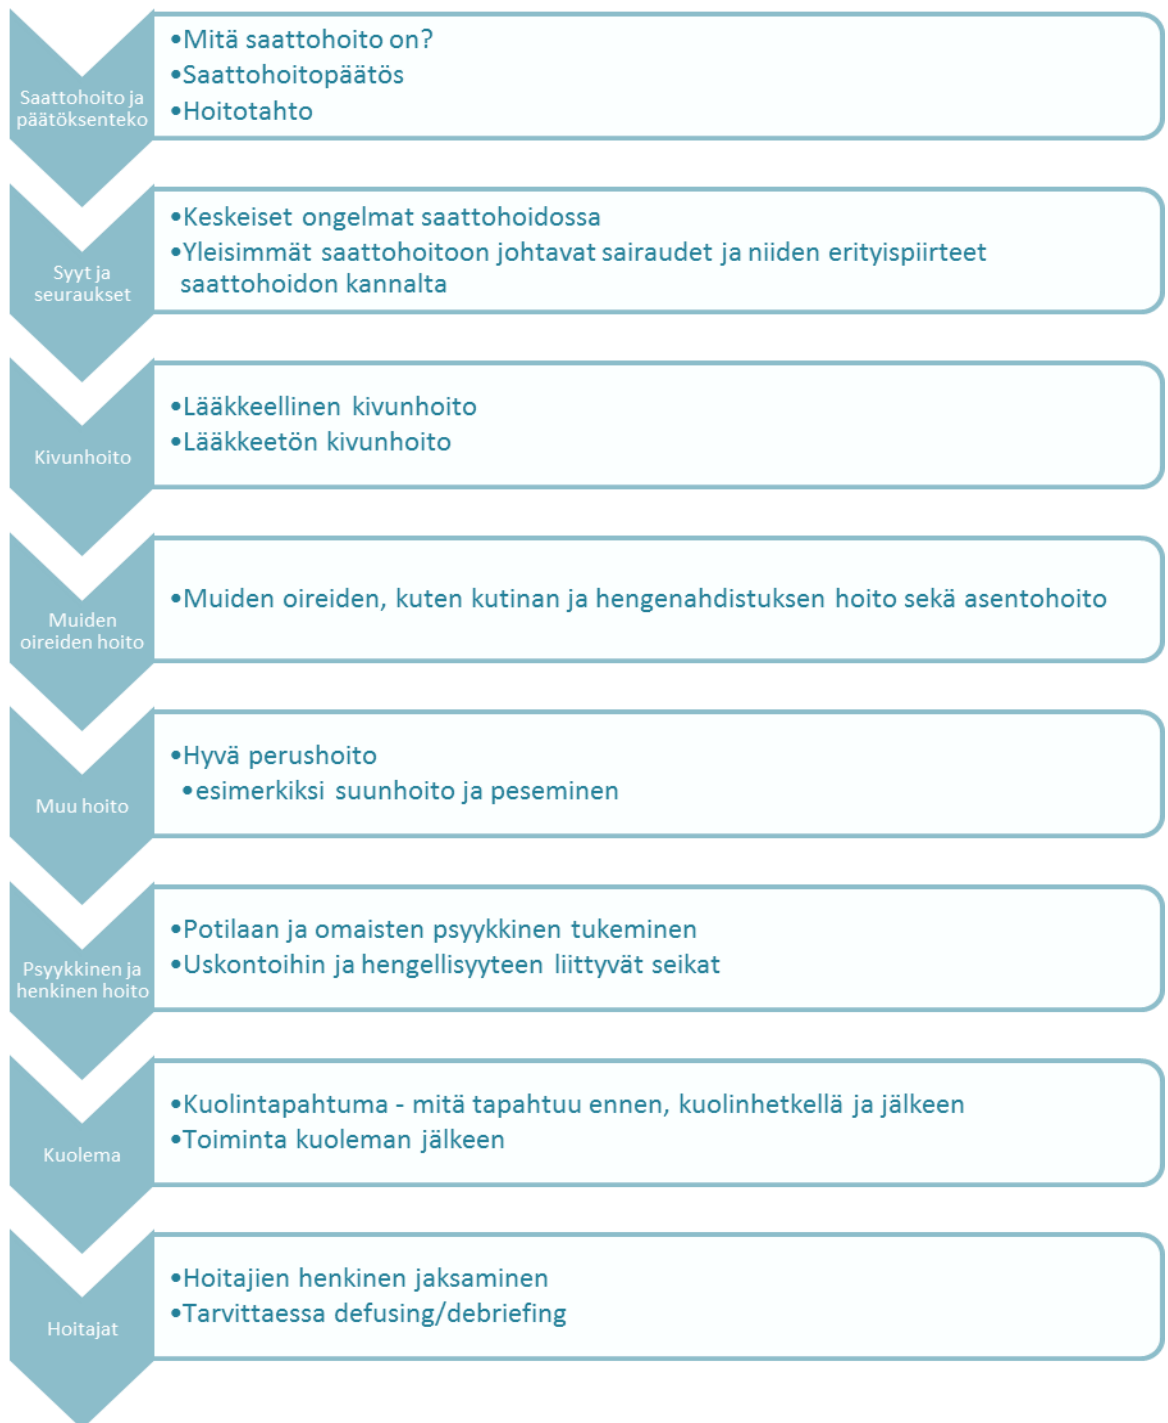 Saattohoito ja
päätöksenteko
•Mitä saattohoito on?
•Saattohoitopäätös
•Hoitotahto
Syyt ja
seuraukset
•Keskeiset ongelmat saattohoidossa
•Yleisimmät saattohoitoon johtavat sairaudet ja niiden erityispiirteet
saattohoidon kannalta
Kivunhoito
•Lääkkeellinen kivunhoito
•Lääkkeetön kivunhoito
Muiden
oireiden hoito
•Muiden oireiden, kuten kutinan ja hengenahdistuksen hoito sekä asentohoito
Muu hoito
•Hyvä perushoito
•esimerkiksi suunhoito ja peseminen
Psyykkinen ja
henkinen hoito
•Potilaan ja omaisten psyykkinen tukeminen
•Uskontoihin ja hengellisyyteen liittyvät seikat
Kuolema
•Kuolintapahtuma - mitä tapahtuu ennen, kuolinhetkellä ja jälkeen
•Toiminta kuoleman jälkeen
Hoitajat
•Hoitajien henkinen jaksaminen
•Tarvittaessa defusing/debriefing